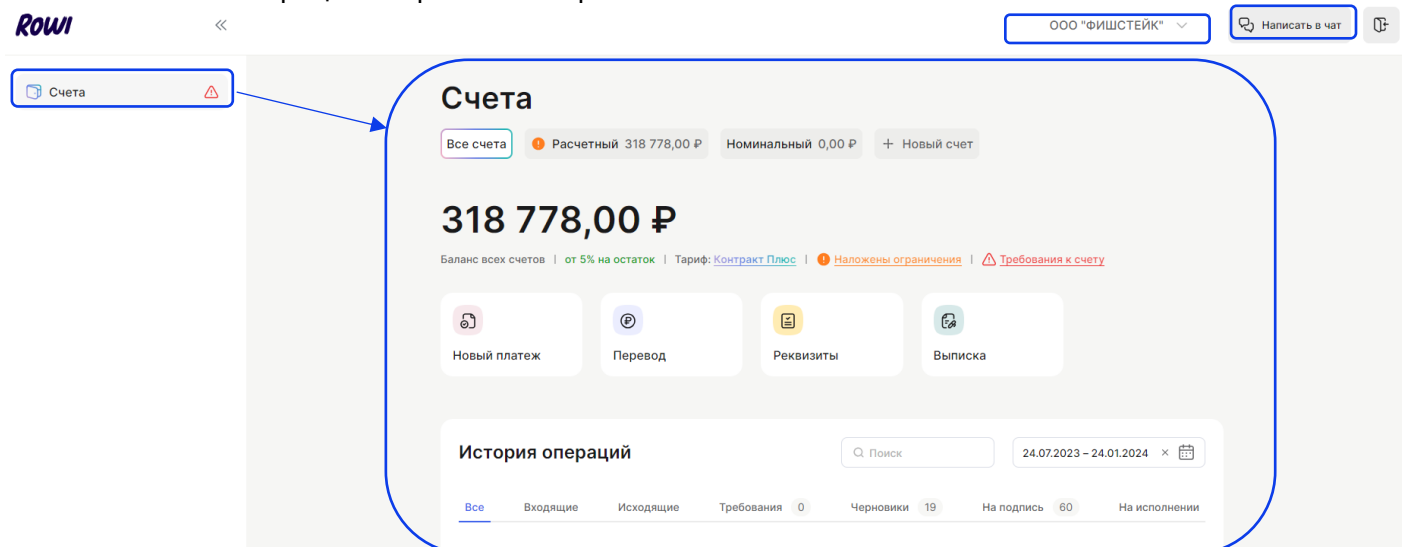 Rowi
ООО "ФИШСТЕЙК"
Написать в чат
Счета
Счета
Все счета
Расчетный 318 778,00 ₽
Номинальный 0,00 ₽
+ Новый счет
318 778,00 ₽
Баланс всех счетов | от 5% на остаток | Тариф: Контракт Плюс | Наложены ограничения | Требования к счету
Новый платеж
Перевод
Реквизиты
Выписка
История операций
Поиск
24.07.2023 – 24.01.2024
Все
Входящие
Исходящие
Требования 0
Черновики 19
На подпись 60
На исполнении